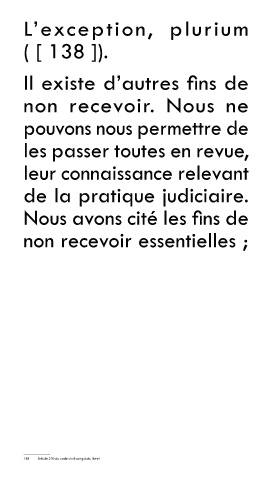 L'exception, plurium
( [ 138 ]).
Il existe d'autres fins de
non recevoir. Nous ne
pouvons nous permettre de
les passer toutes en revue,
leur connaissance relevant
de la pratique judiciaire.
Nous avons cité les fins de
non recevoir essentielles ;
138